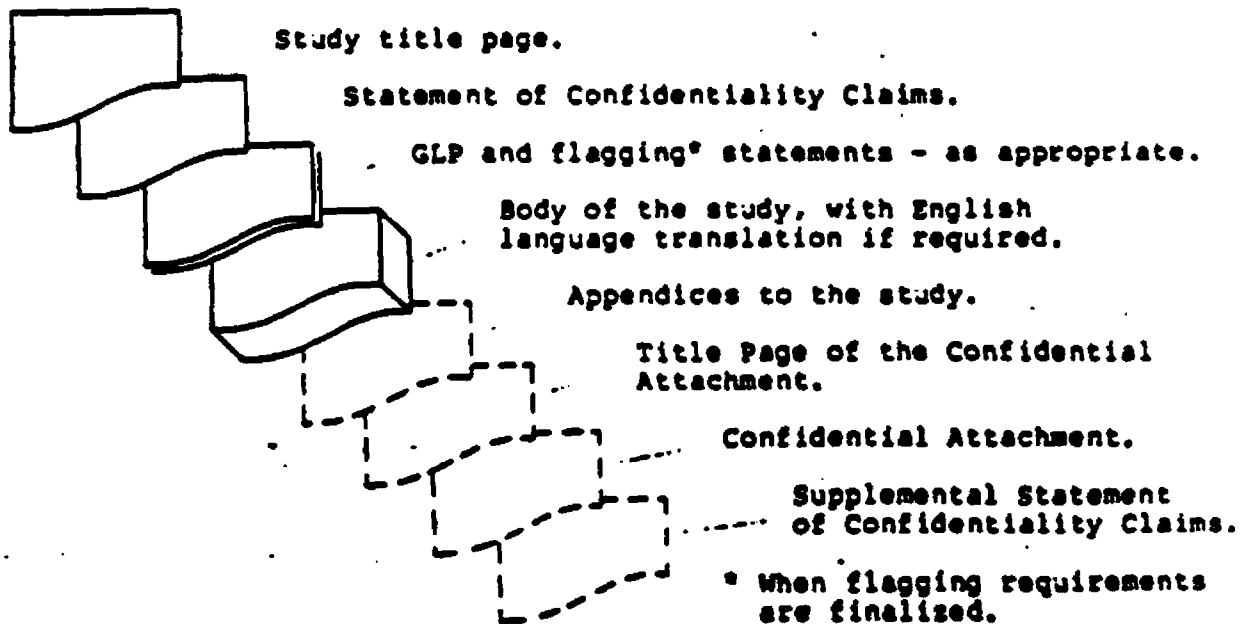 Study title page.
Statement of Confidentiality Claims.
GLP and flagging* statements - as appropriate.
Body of the study, with English
language translation if required.
Appendices to the study.
Title Page of the Confidential
Attachment.
Confidential Attachment.
Supplemental Statement
of Confidentiality Claims.
* When flagging requirements
are finalized.